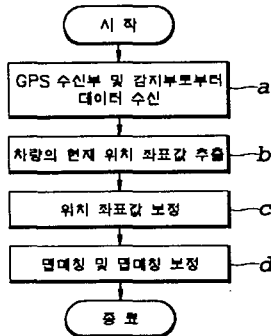 시 작
GPS 수신부 및 감지부로부터
데이터 수신
a
차량의 현재 위치 좌표값 추출
b
위치 좌표값 보정
c
맵매칭 및 맵매칭 보정
d
종 료